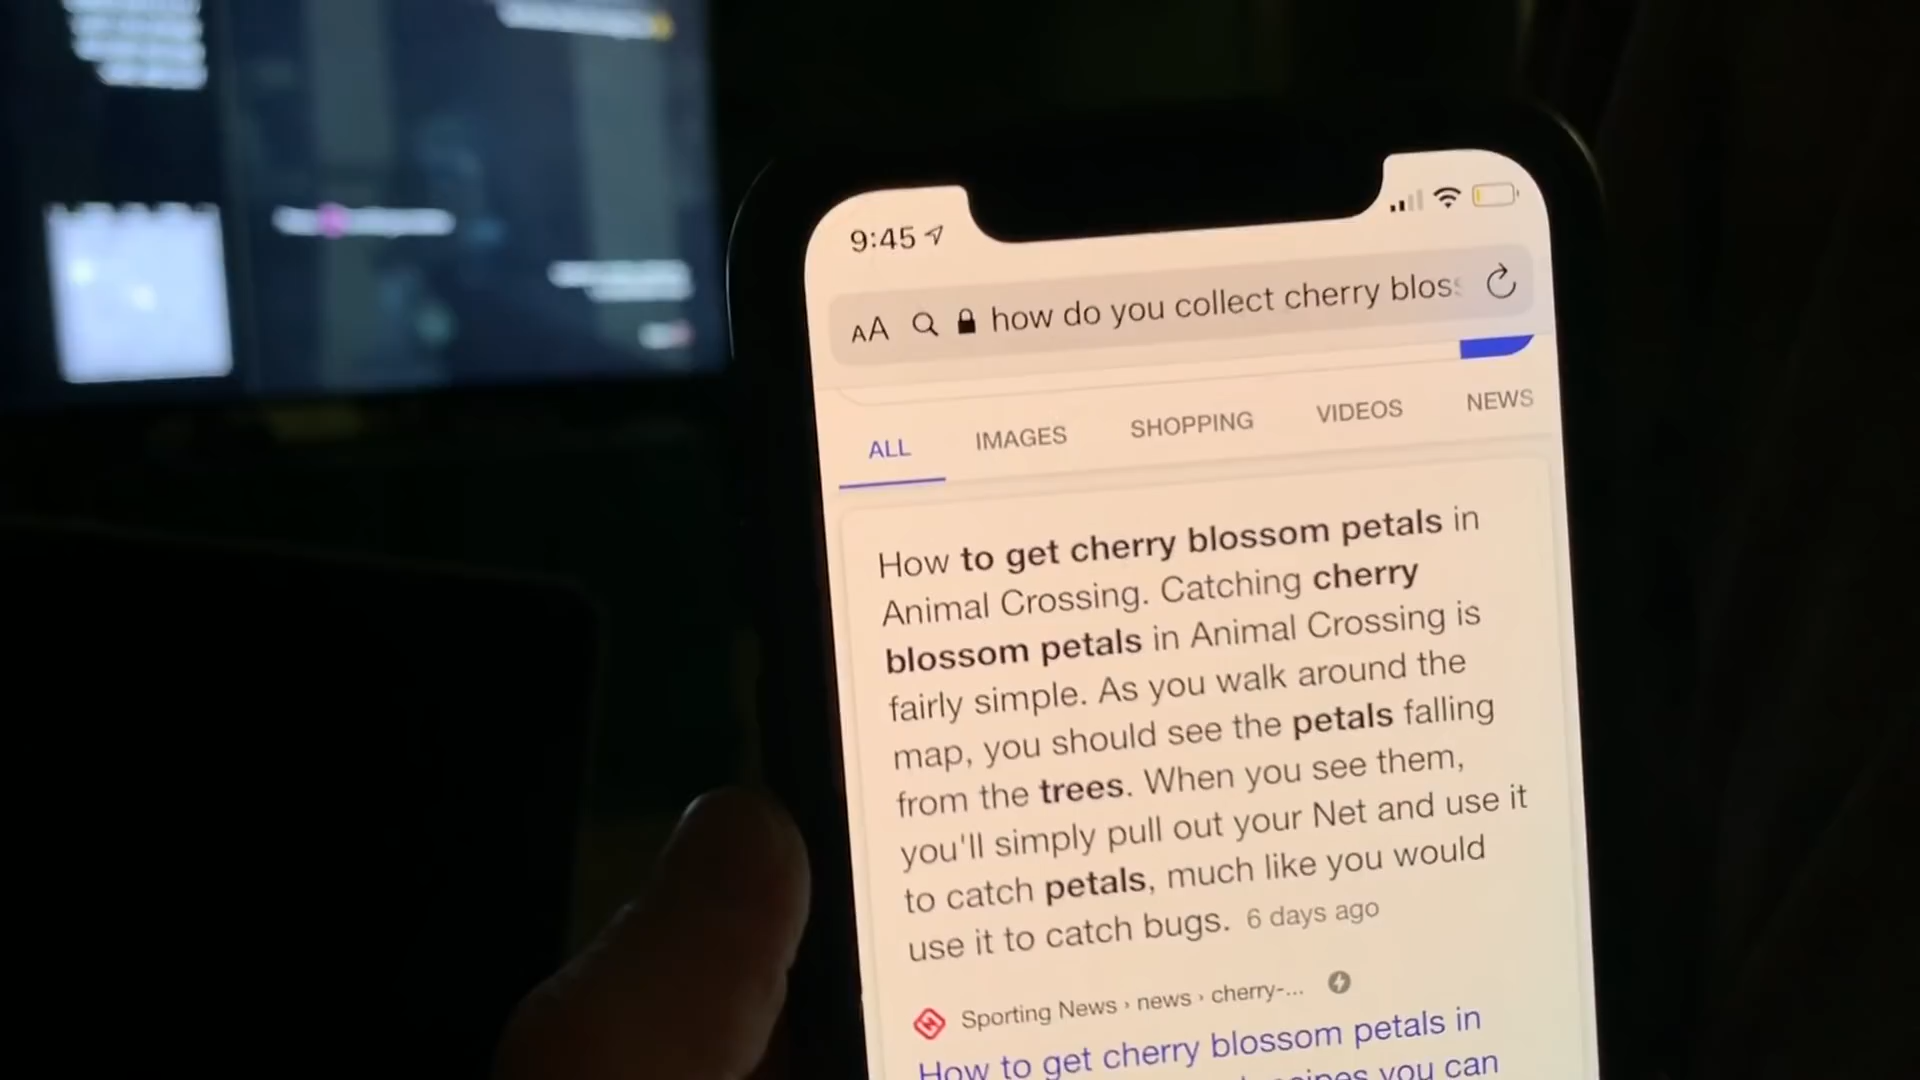 9:45
AA how do you collect cherry blos
ALL IMAGES SHOPPING VIDEOS NEWS
How to get cherry blossom petals in
Animal Crossing. Catching cherry
blossom petals in Animal Crossing is
fairly simple. As you walk around the
map, you should see the petals falling
from the trees. When you see them,
you'll simply pull out your Net and use it
to catch petals, much like you would
use it to catch bugs. 6 days ago
Sporting News › news › cherry-...
How to get cherry blossom petals in
you can